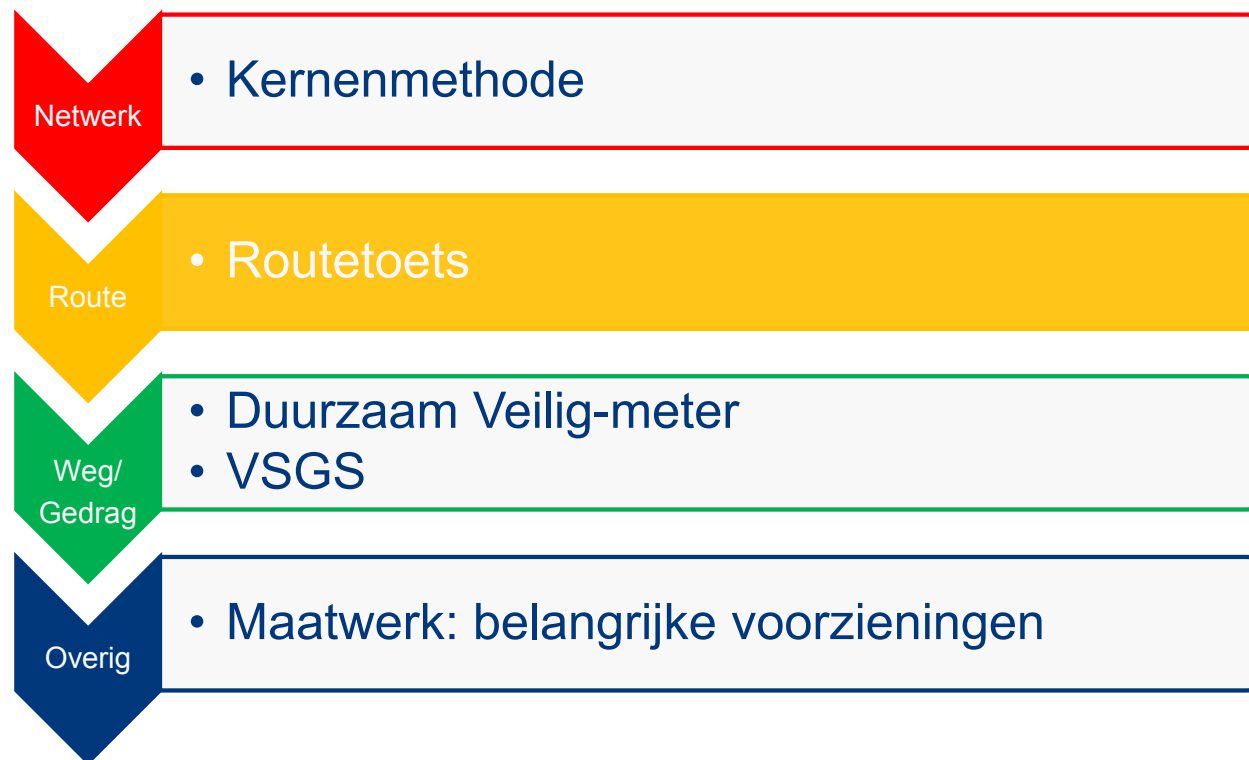 Netwerk
• Kernenmethode
Route
• Routetoets
Weg/
Gedrag
• Duurzaam Veilig-meter
• VSGS
Overig
• Maatwerk: belangrijke voorzieningen